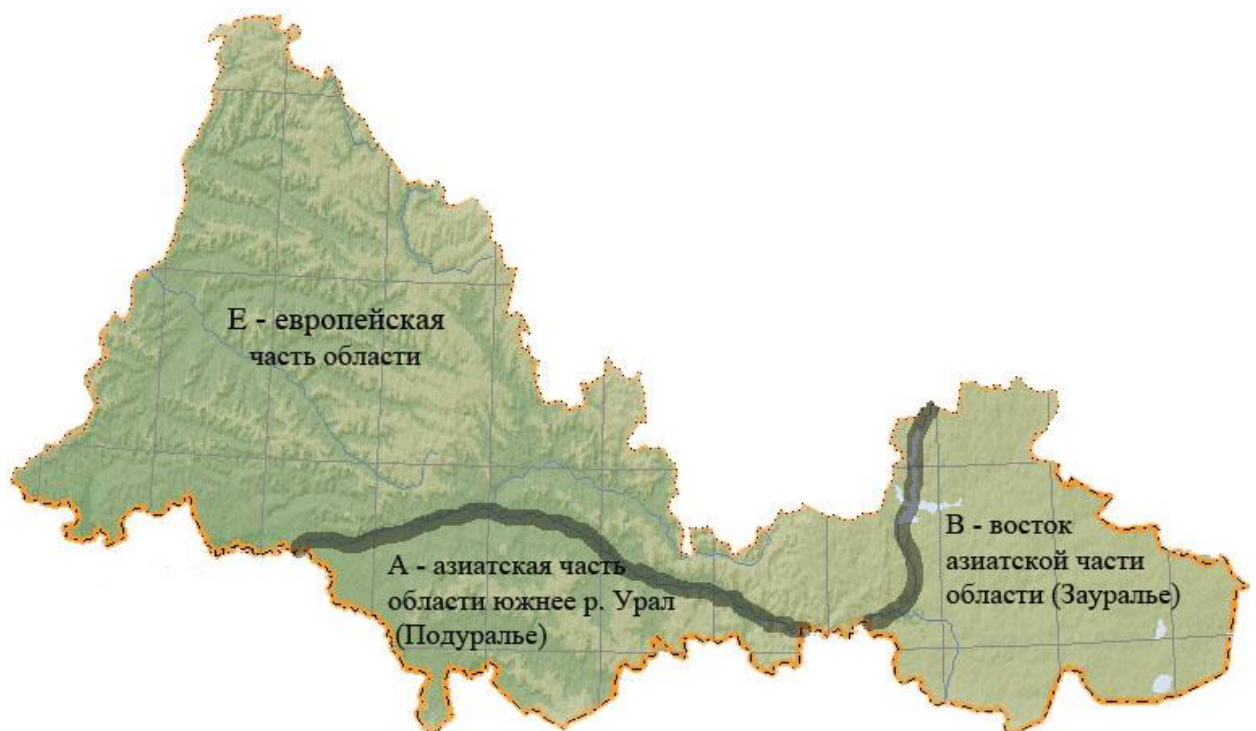 Е - европейская
часть области
А - азиатская часть
области южнее р. Урал
(Подуралье)
В - восток
азиатской части
области (Зауралье)